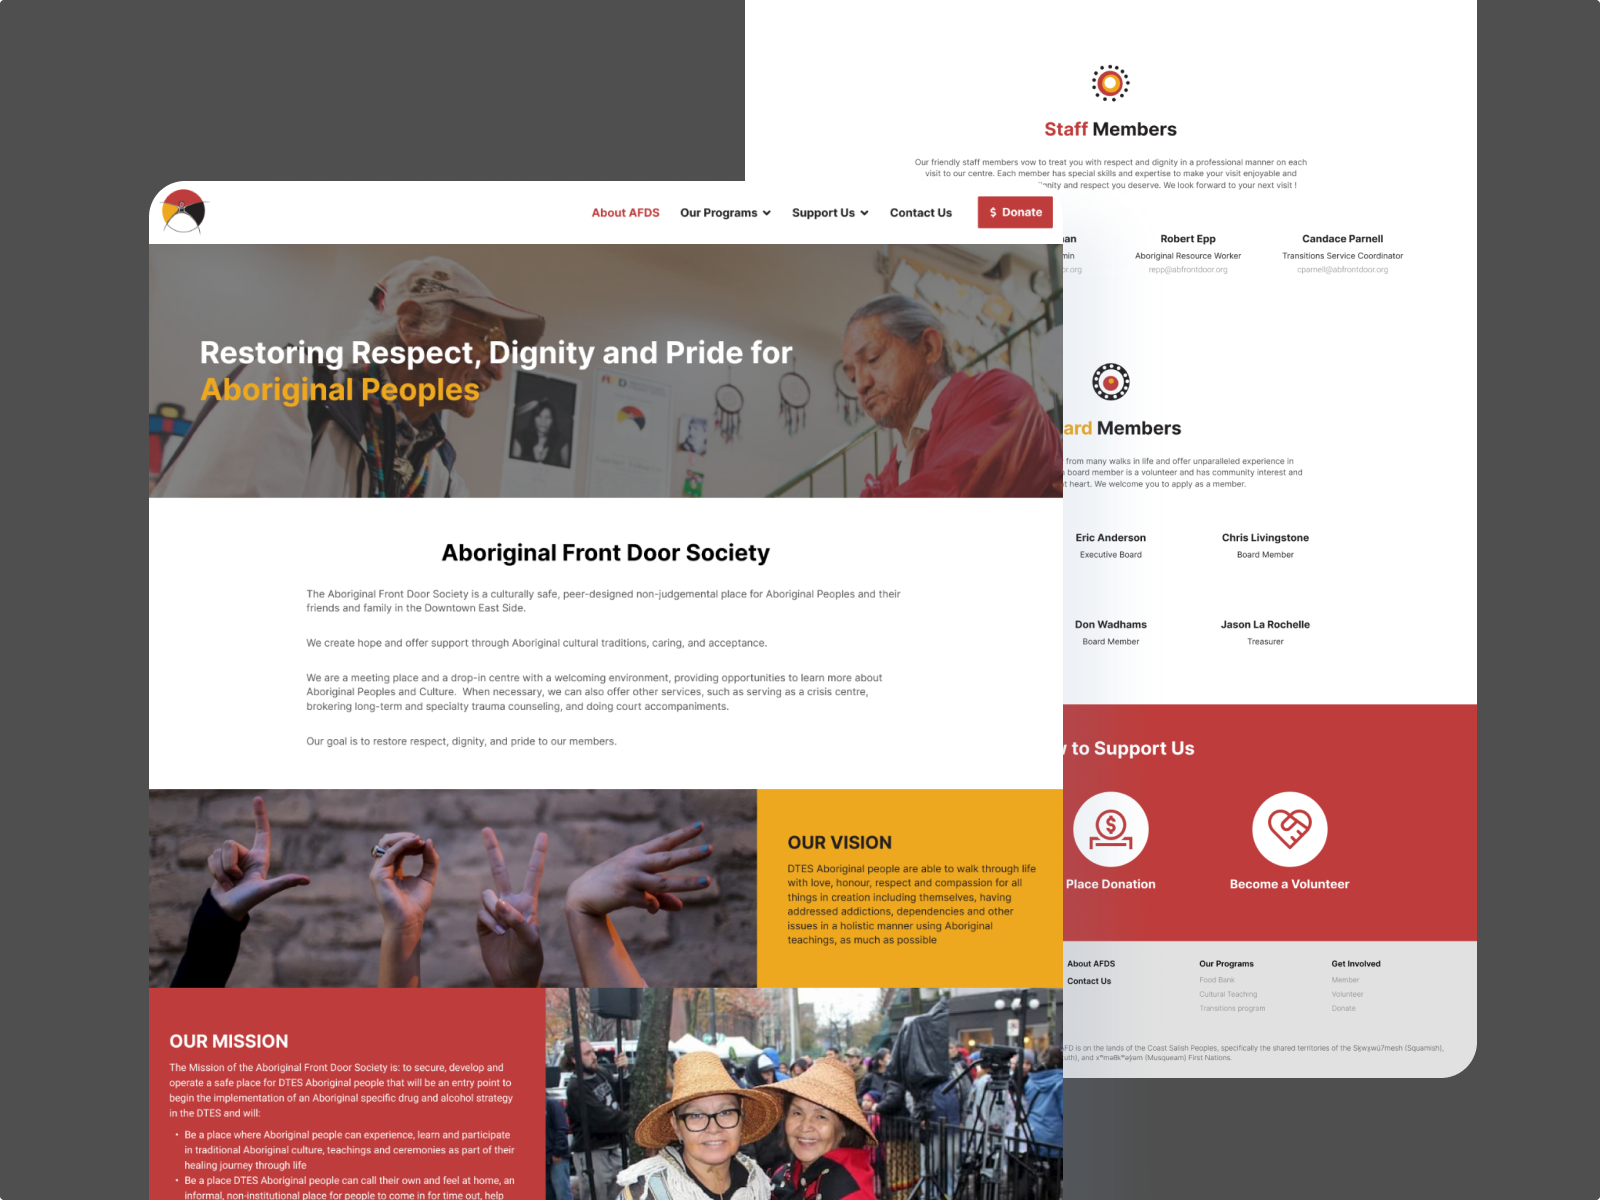 Staff Members
Our friendly staff members vow to treat you with respect and dignity in a professional manner on each
visit to our centre. Each member has special skills and expertise to make your visit enjoyable and
and respect you deserve. We look forward to your next visit !
Robert Epp
Aboriginal Resource Worker
repp@abfrontdoor.org
Candace Parnell
Transitions Service Coordinator
cparnell@abfrontdoor.org
About AFDS
Our Programs
Support Us
Contact Us
$ Donate
Restoring Respect, Dignity and Pride for
Aboriginal Peoples
Members
from many walks in life and offer unparalleled experience in
board member is a volunteer and has community interest and
heart. We welcome you to apply as a member.
Eric Anderson
Executive Board
Chris Livingstone
Board Member
Don Wadhams
Board Member
Jason La Rochelle
Treasurer
Aboriginal Front Door Society
The Aboriginal Front Door Society is a culturally safe, peer-designed non-judgemental place for Aboriginal Peoples and their
friends and family in the Downtown East Side.
We create hope and offer support through Aboriginal cultural traditions, caring, and acceptance.
We are a meeting place and a drop-in centre with a welcoming environment, providing opportunities to learn more about
Aboriginal Peoples and Culture. When necessary, we can also offer other services, such as serving as a crisis centre,
brokering long-term and specialty trauma counseling, and doing court accompaniments.
Our goal is to restore respect, dignity, and pride to our members.
to Support Us
Place Donation
Become a Volunteer
OUR VISION
DTES Aboriginal people are able to walk through life
with love, honour, respect and compassion for all
things in creation including themselves, having
addressed addictions, dependencies and other
issues in a holistic manner using Aboriginal
teachings, as much as possible
About AFDS
Contact Us
Our Programs
Food Bank
Cultural Teaching
Transitions program
Get Involved
Member
Volunteer
Donate
is on the lands of the Coast Salish Peoples, specifically the shared territories of the Sḵwx̱wú7mesh (Squamish),
and xʷməθkʷəy̓əm (Musqueam) First Nations.
OUR MISSION
The Mission of the Aboriginal Front Door Society is: to secure, develop and
operate a safe place for DTES Aboriginal people that will be an entry point to
begin the implementation of an Aboriginal specific drug and alcohol strategy
in the DTES and will:
• Be a place where Aboriginal people can experience, learn and participate
in traditional Aboriginal culture, teachings and ceremonies as part of their
healing journey through life
• Be a place DTES Aboriginal people can call their own and feel at home, an
informal, non-institutional place for people to come in for time out, help